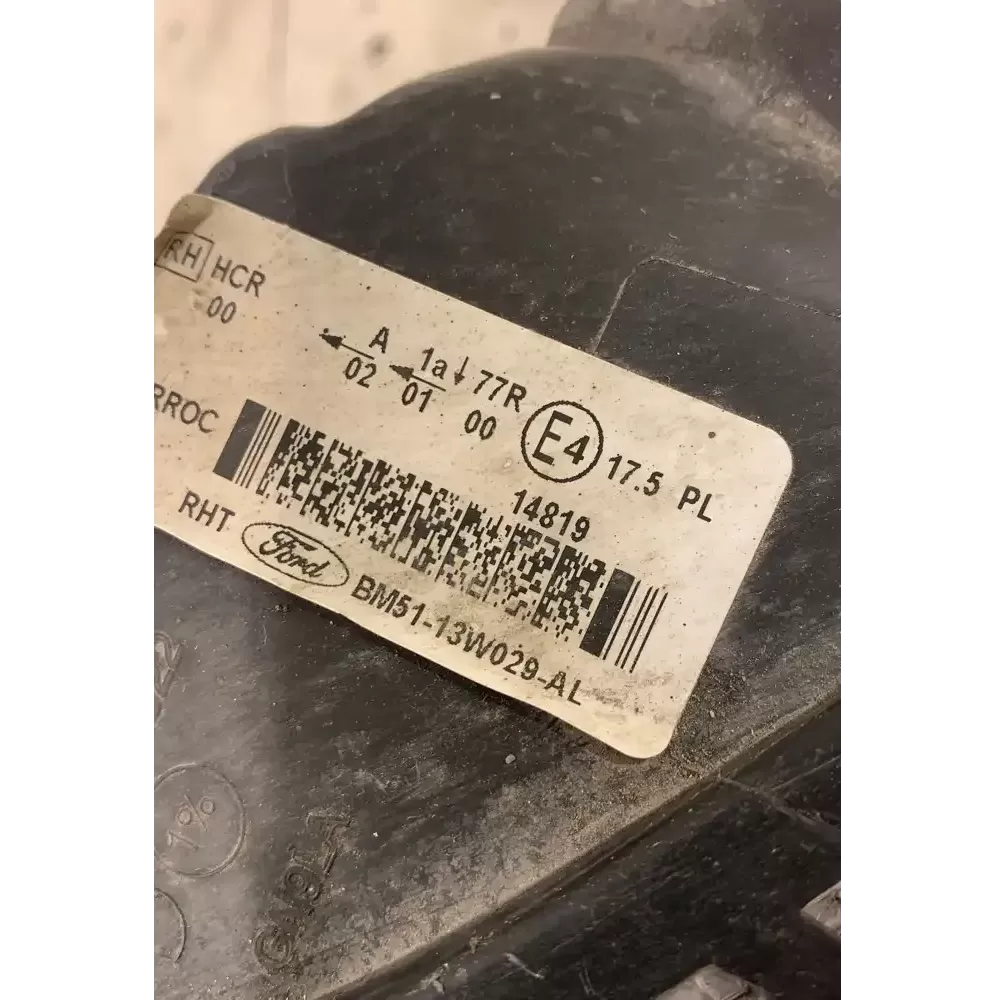 RH HCR
00
A 1a 77R
02 01 00
E4 17.5 PL
14819
RROC
RHT Ford BM51-13W029-AL
1%